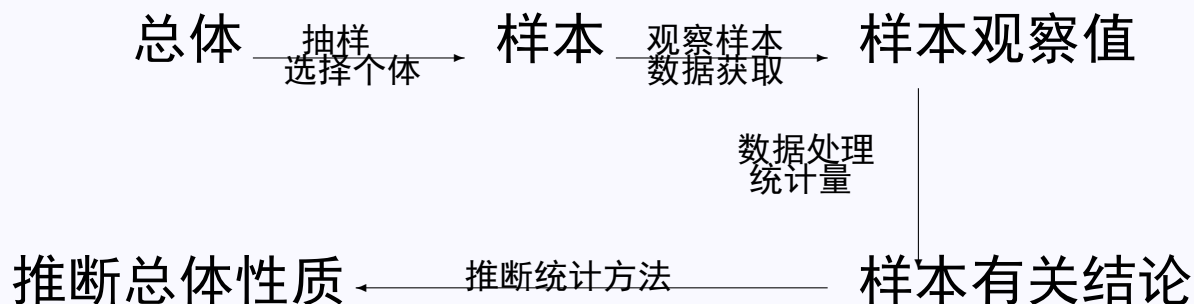 总体 抽样 样本 观察样本 样本观察值
选择个体 数据获取
数据处理
统计量
推断总体性质 推断统计方法 样本有关结论